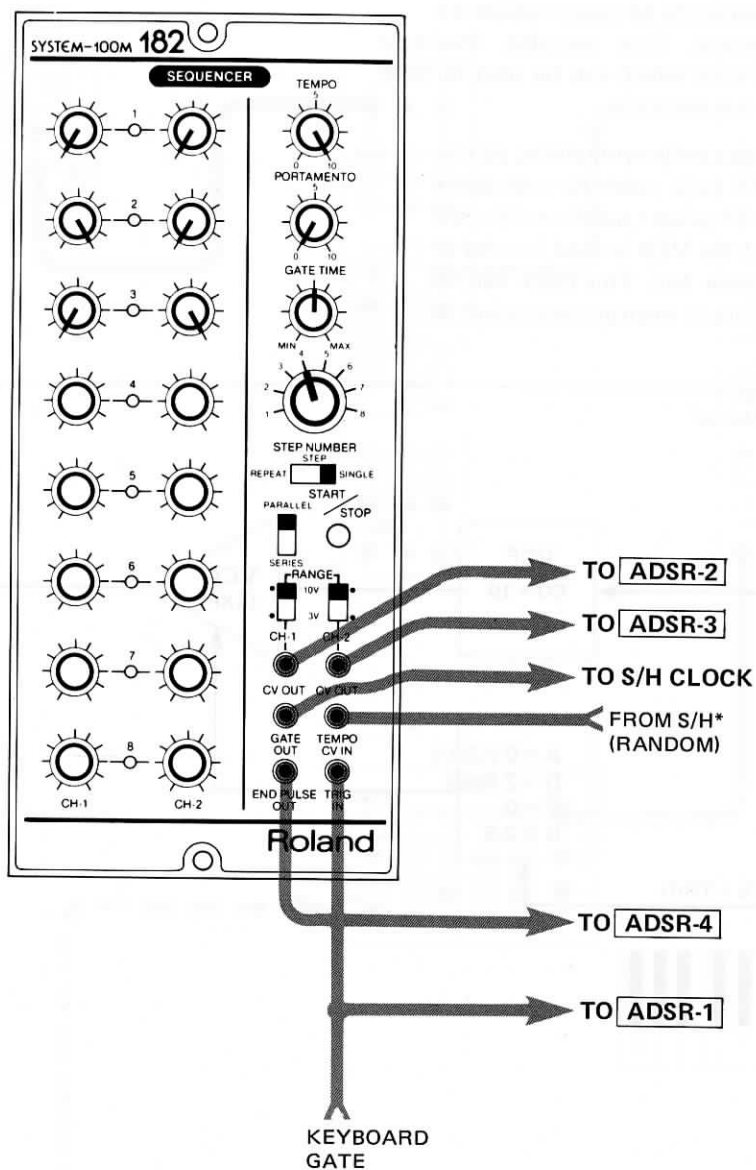 SYSTEM-100M 182
SEQUENCER
1
2
3
4
5
6
7
8
CH-1 CH-2
TEMPO
5
0 10
PORTAMENTO
5
0 10
GATE TIME
MIN MAX
1 2 3 4 5 6 7 8
STEP NUMBER
STEP
REPEAT SINGLE
START
/STOP
PARALLEL
SERIES
RANGE
10V
3V
CH-1 CH-2
CV OUT CV OUT
GATE OUT
TEMPO CV IN
END PULSE OUT
TRIG IN
Roland
TO ADSR-2
TO ADSR-3
TO S/H CLOCK
FROM S/H*
(RANDOM)
TO ADSR-4
TO ADSR-1
KEYBOARD
GATE